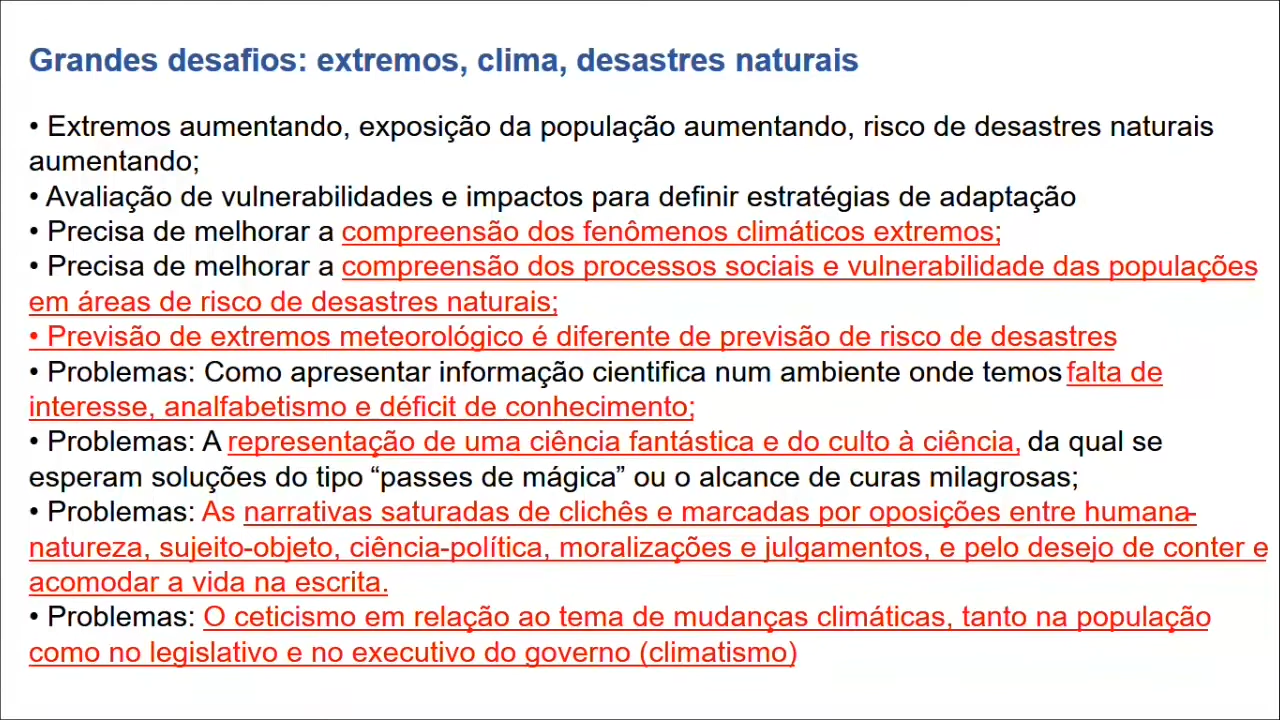 Grandes desafios: extremos, clima, desastres naturais
• Extremos aumentando, exposição da população aumentando, risco de desastres naturais
aumentando;
• Avaliação de vulnerabilidades e impactos para definir estratégias de adaptação
• Precisa de melhorar a compreensão dos fenômenos climáticos extremos;
• Precisa de melhorar a compreensão dos processos sociais e vulnerabilidade das populações
em áreas de risco de desastres naturais;
• Previsão de extremos meteorológico é diferente de previsão de risco de desastres
• Problemas: Como apresentar informação cientifica num ambiente onde temos falta de
interesse, analfabetismo e déficit de conhecimento;
• Problemas: A representação de uma ciência fantástica e do culto à ciência, da qual se
esperam soluções do tipo “passes de mágica” ou o alcance de curas milagrosas;
• Problemas: As narrativas saturadas de clichês e marcadas por oposições entre humana-
natureza, sujeito-objeto, ciência-política, moralizações e julgamentos, e pelo desejo de conter e
acomodar a vida na escrita.
• Problemas: O ceticismo em relação ao tema de mudanças climáticas, tanto na população
como no legislativo e no executivo do governo (climatismo)